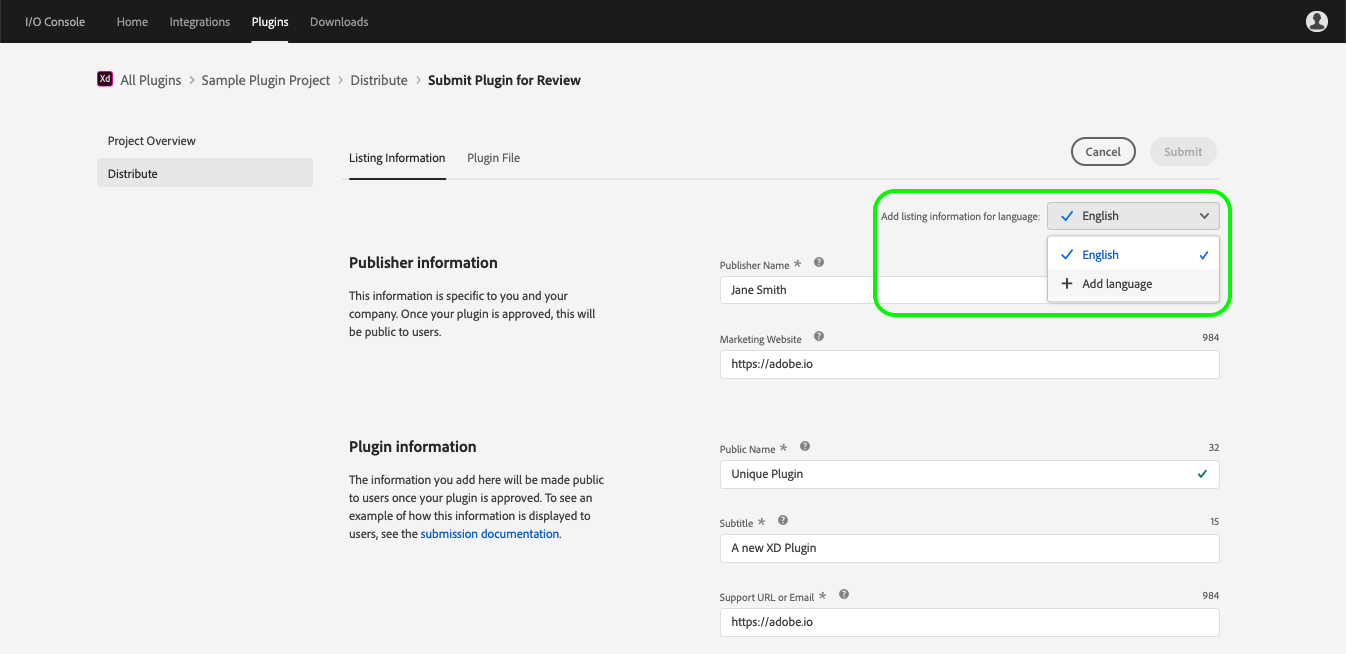 I/O Console Home Integrations Plugins Downloads
Xd All Plugins > Sample Plugin Project > Distribute > Submit Plugin for Review
Project Overview
Distribute
Listing Information Plugin File
Cancel Submit
Add listing information for language: English
English
+ Add language
Publisher information
This information is specific to you and your
company. Once your plugin is approved, this will
be public to users.
Publisher Name * ?
Jane Smith
Marketing Website ? 984
https://adobe.io
Plugin information
The information you add here will be made public
to users once your plugin is approved. To see an
example of how this information is displayed to
users, see the submission documentation.
Public Name * ? 32
Unique Plugin
Subtitle * ? 15
A new XD Plugin
Support URL or Email * ? 984
https://adobe.io